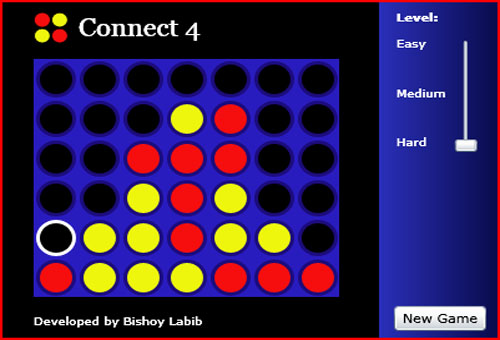 Connect 4
Level:
Easy
Medium
Hard
Developed by Bishoy Labib
New Game